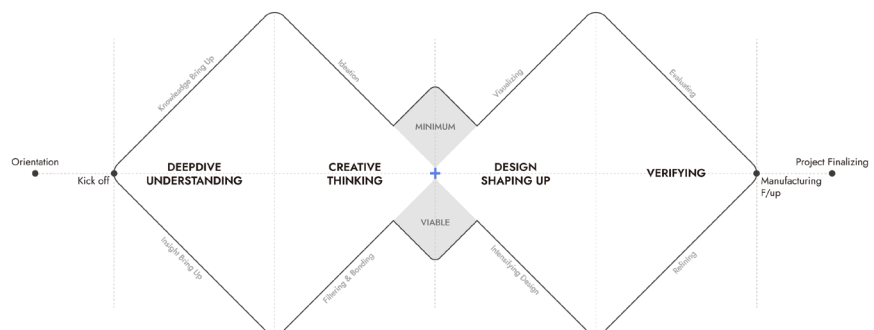 Knowleadge Bring Up
Ideation
Visualizing
Evaluating
MINIMUM
Orientation
Kick off
DEEPDIVE
UNDERSTANDING
CREATIVE
THINKING
DESIGN
SHAPING UP
VERIFYING
Project Finalizing
Manufacturing
F/up
VIABLE
Insight Bring Up
Filtering & Bonding
Intensifying Design
Refining